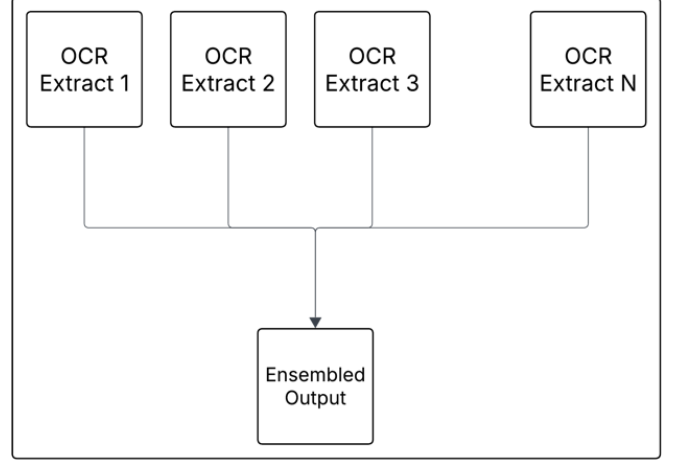 OCR
Extract 1
OCR
Extract 2
OCR
Extract 3
OCR
Extract N
Ensembled
Output